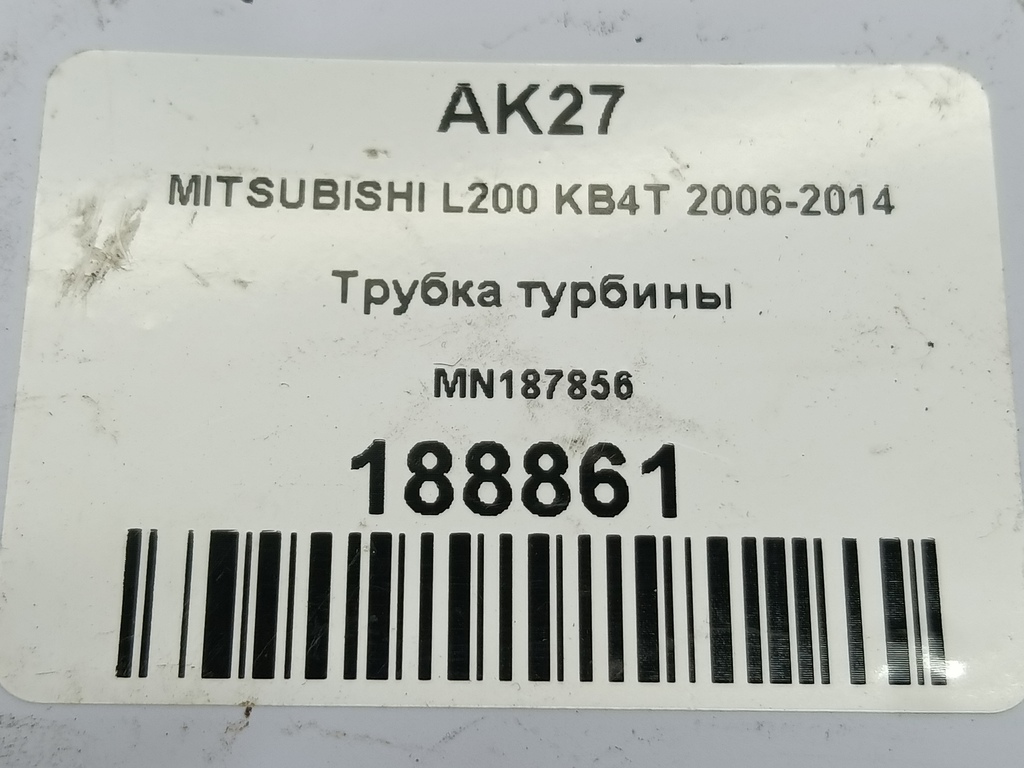 AK27
MITSUBISHI L200 KB4T 2006-2014
Трубка турбины
MN187856
188861